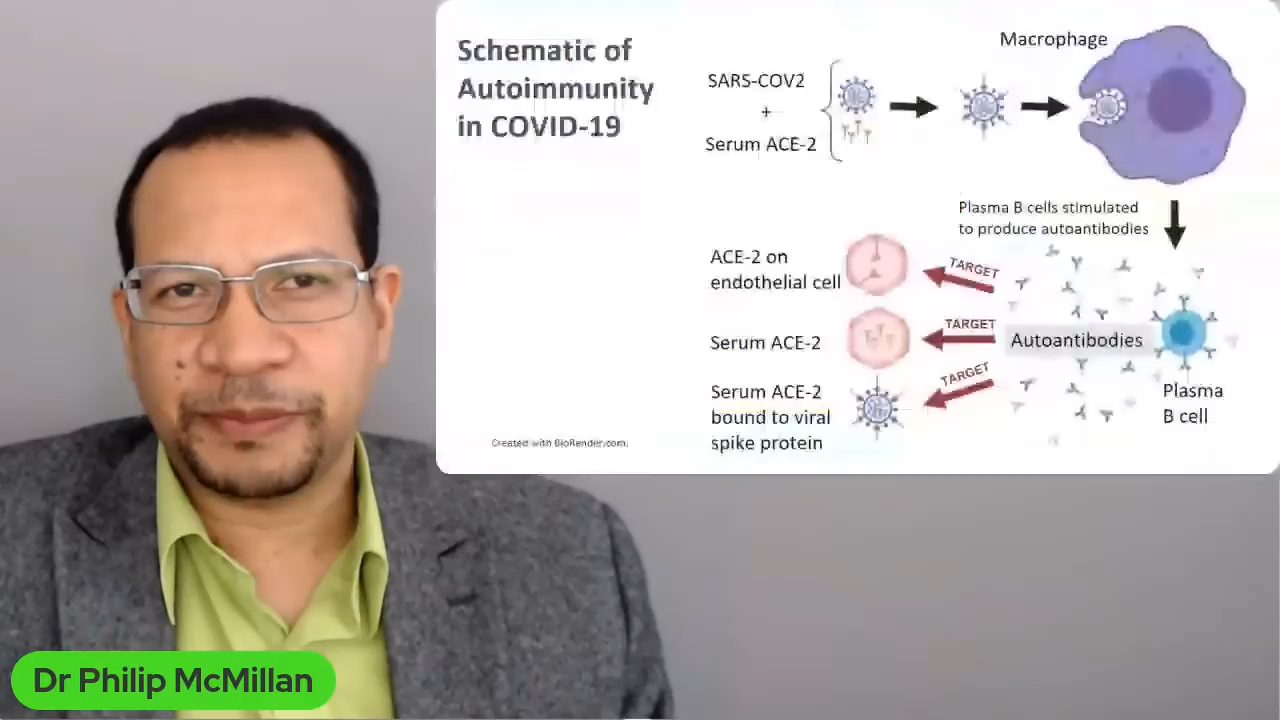 Schematic of
Autoimmunity
in COVID-19
SARS-COV2
+
Serum ACE-2
Macrophage
Plasma B cells stimulated
to produce autoantibodies
ACE-2 on
endothelial cell
TARGET
Serum ACE-2
TARGET
Autoantibodies
Serum ACE-2
bound to viral
spike protein
TARGET
Plasma
B cell
Created with BioRender.com.
Dr Philip McMillan